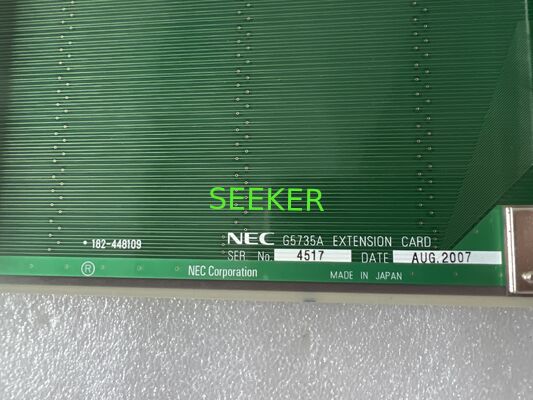 SEEKER
182-448109
NEC G5735A EXTENSION CARD
SER No. 4517 DATE AUG.2007
® NEC Corporation MADE IN JAPAN